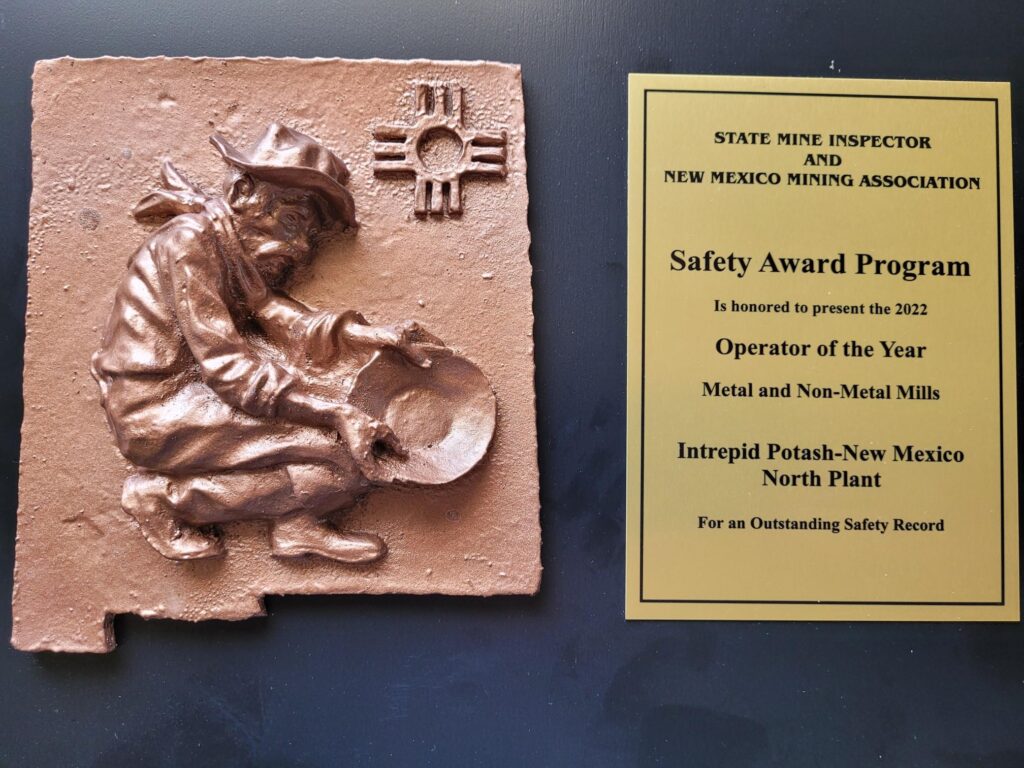 STATE MINE INSPECTOR
AND
NEW MEXICO MINING ASSOCIATION
Safety Award Program
Is honored to present the 2022
Operator of the Year
Metal and Non-Metal Mills
Intrepid Potash-New Mexico
North Plant
For an Outstanding Safety Record